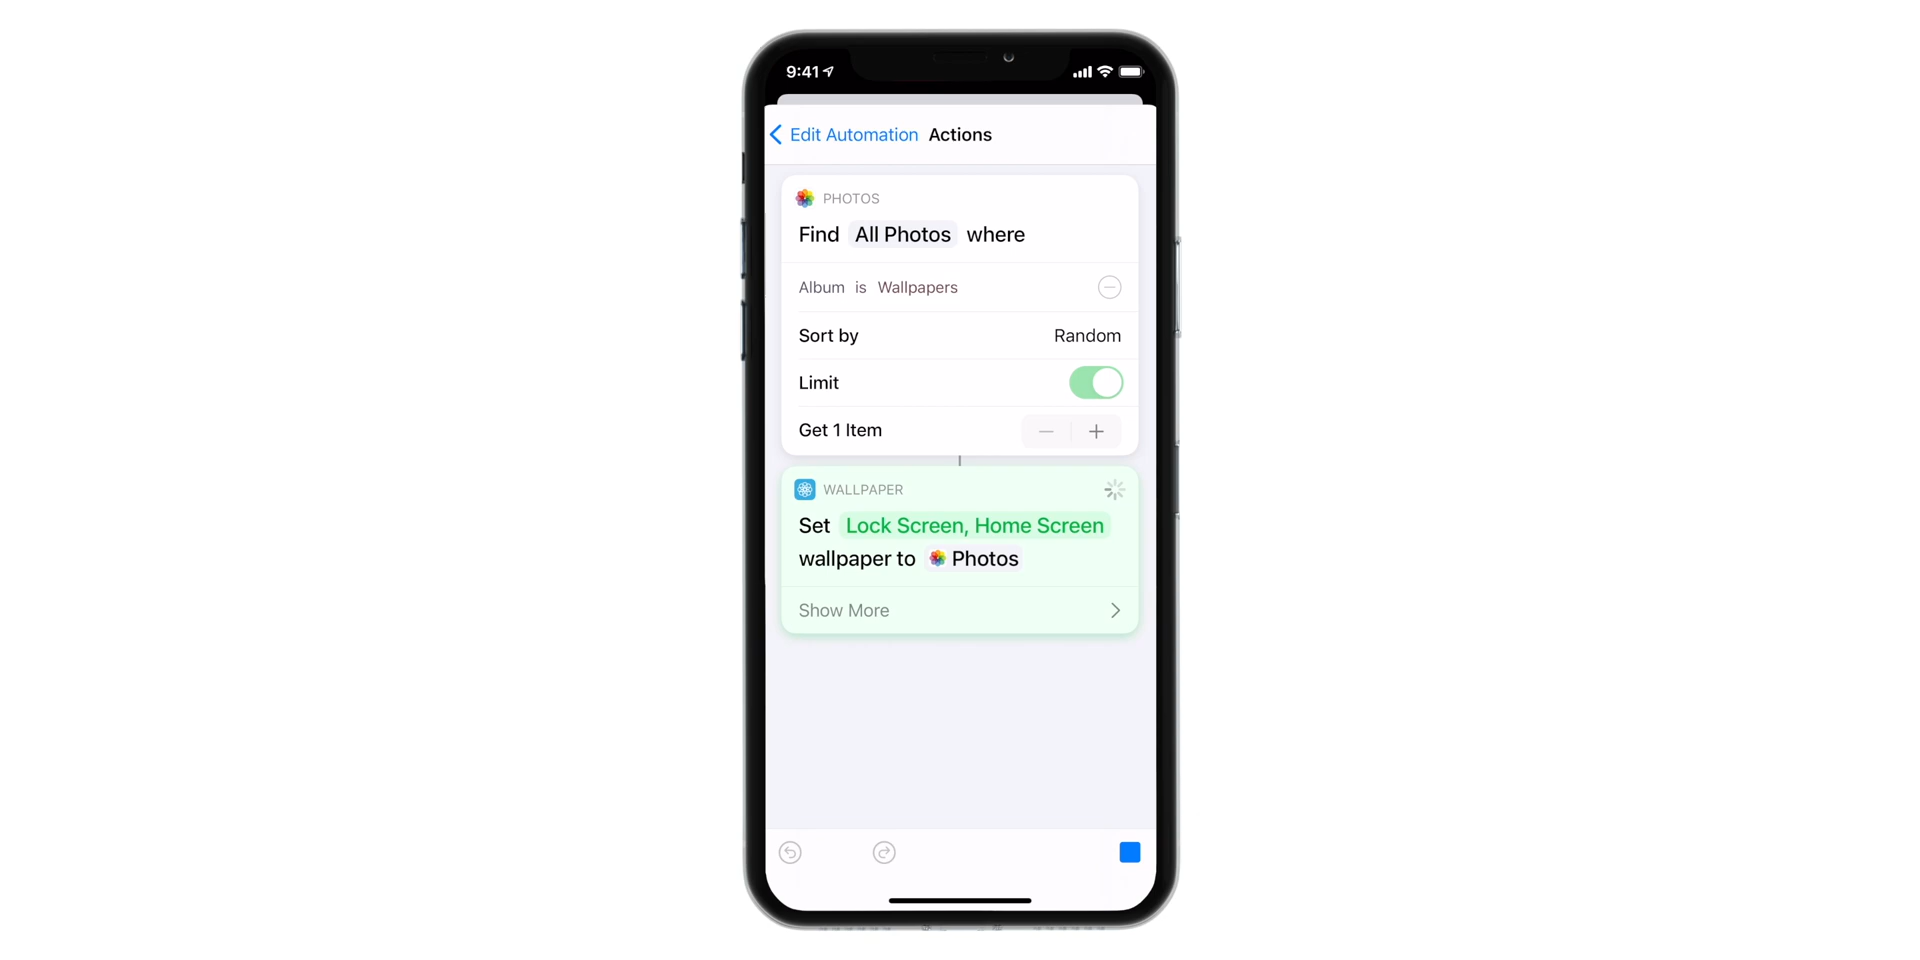 9:41
Edit Automation Actions
PHOTOS
Find All Photos where
Album is Wallpapers
Sort by Random
Limit
Get 1 Item
WALLPAPER
Set Lock Screen, Home Screen
wallpaper to Photos
Show More